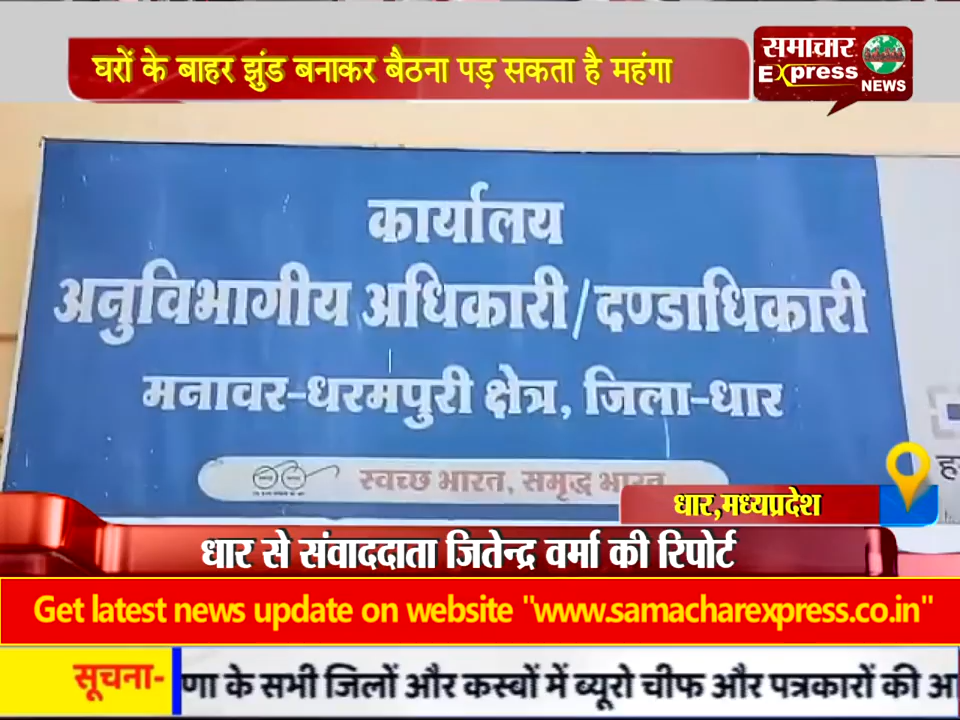 घरों के बाहर झुंड बनाकर बैठना पड़ सकता है महंगा
समाचार
Express
NEWS
कार्यालय
अनुविभागीय अधिकारी/दण्डाधिकारी
मनावर-धरमपुरी क्षेत्र, जिला-धार
स्वच्छ भारत, समृद्ध भारत
धार,मध्यप्रदेश
धार से संवाददाता जितेन्द्र वर्मा की रिपोर्ट
Get latest news update on website "www.samacharexpress.co.in"
सूचना- णा के सभी जिलों और कस्बों में ब्यूरो चीफ और पत्रकारों की आ